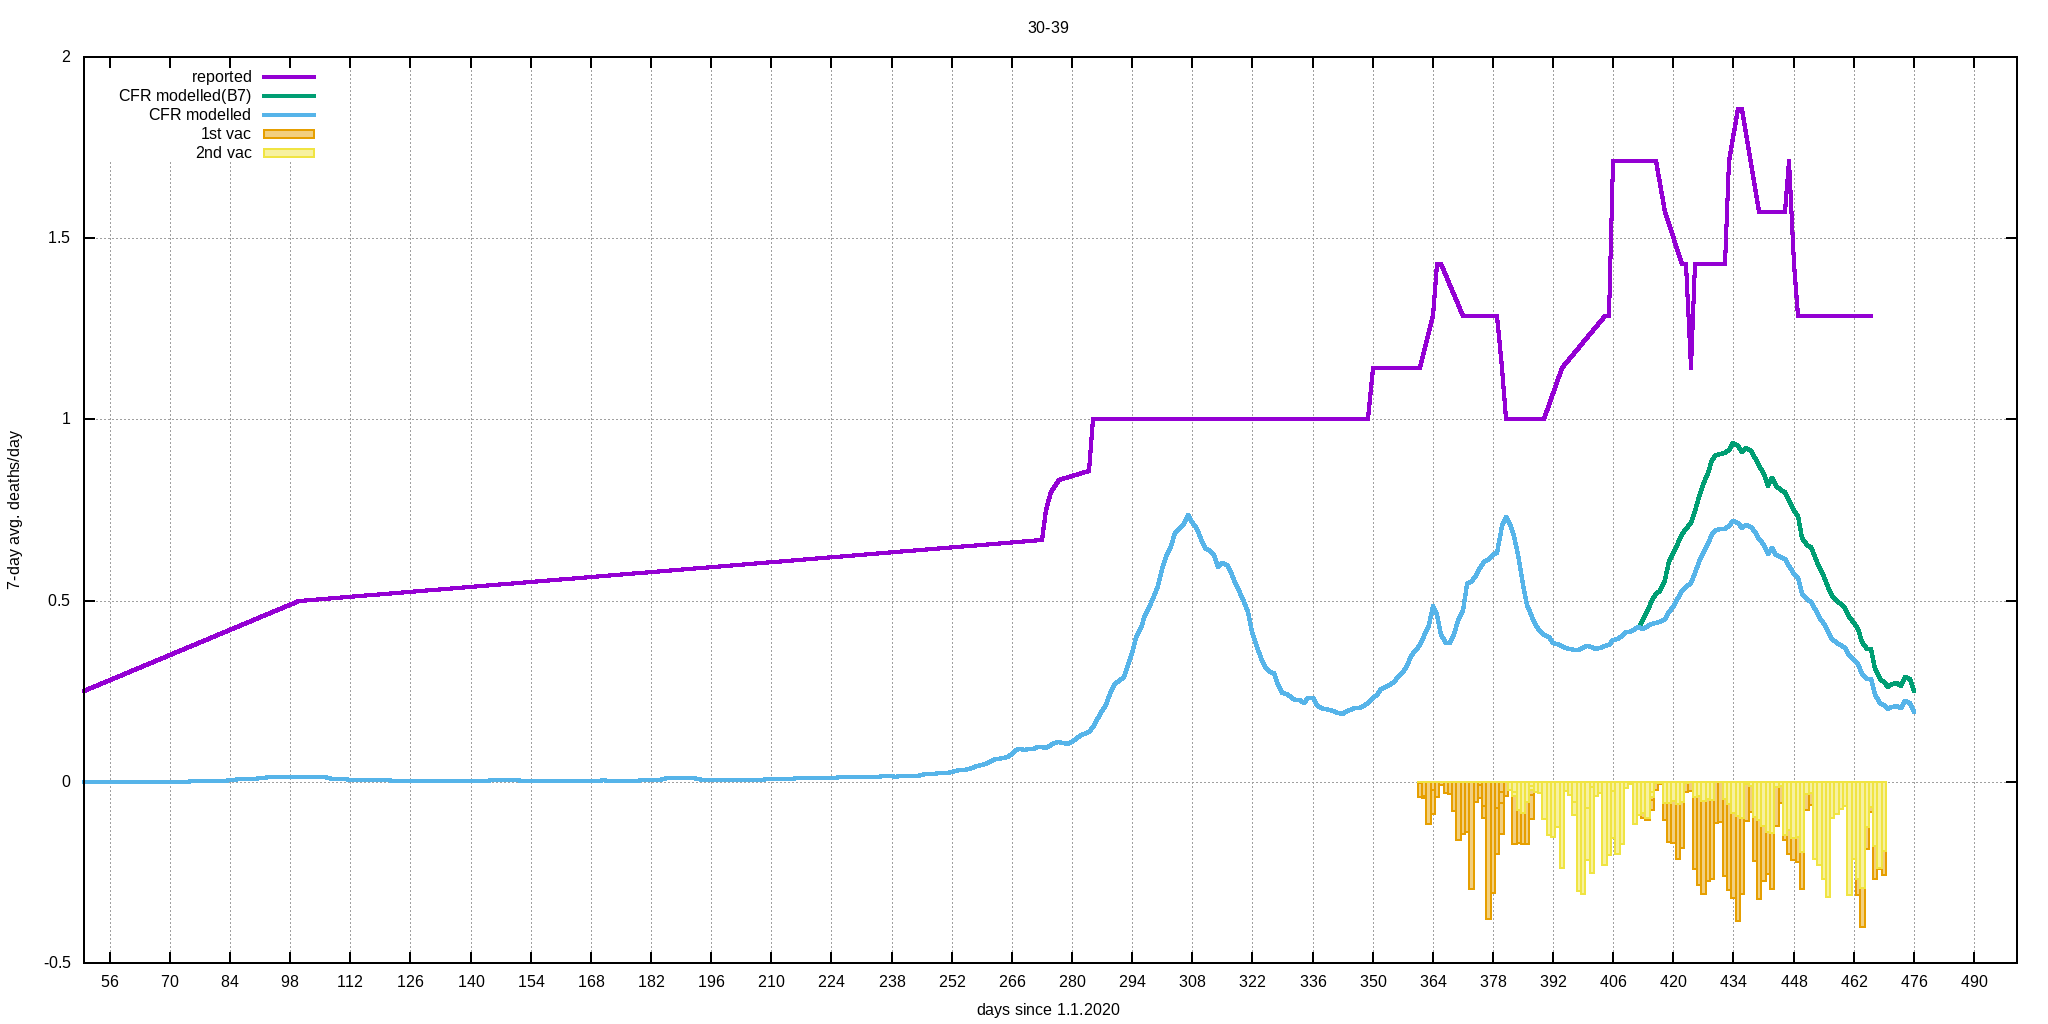 30-39
2
reported
CFR modelled(B7)
CFR modelled
1st vac
2nd vac
1.5
1
0.5
0
-0.5
7-day avg. deaths/day
56 70 84 98 112 126 140 154 168 182 196 210 224 238 252 266 280 294 308 322 336 350 364 378 392 406 420 434 448 462 476 490
days since 1.1.2020